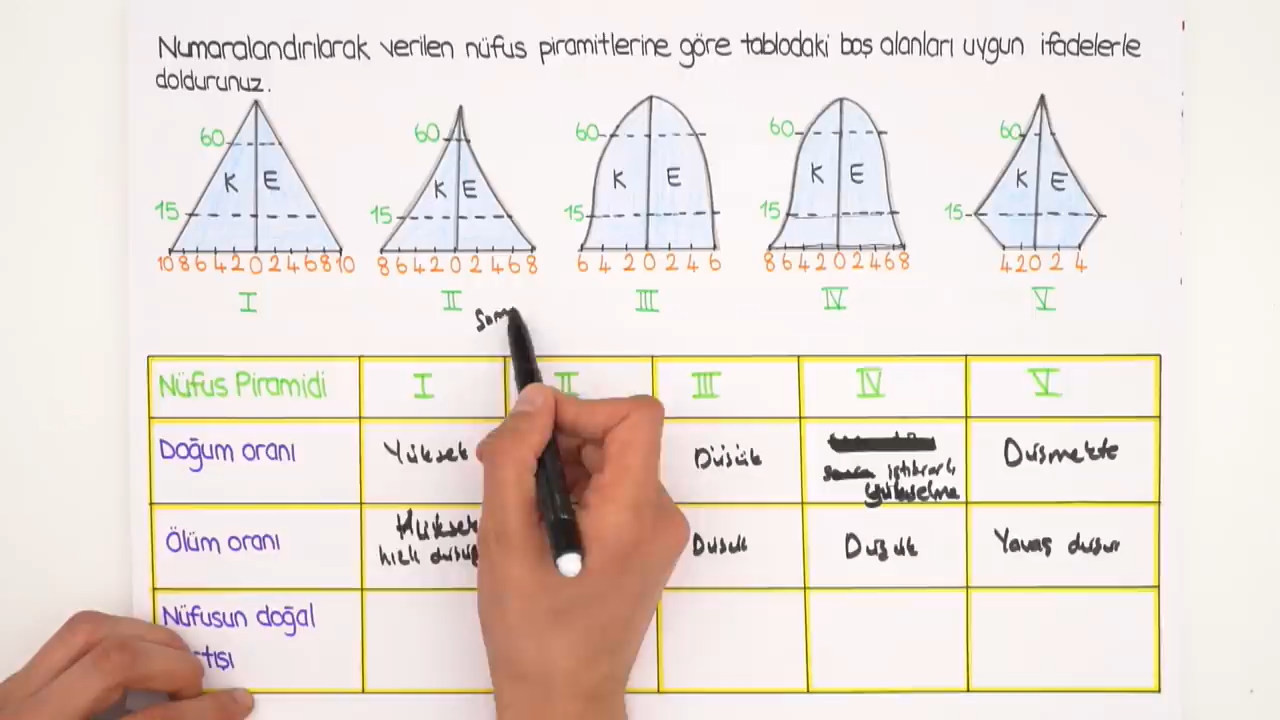 Numaralandırılarak verilen nüfus piramitlerine göre tablodaki boş alanları uygun ifadelerle
doldurunuz.
60 60 60 60 60
K E K E K E K E K E
15 15 15 15 15
10 8 6 4 2 0 2 4 6 8 10 8 6 4 2 0 2 4 6 8 6 4 2 0 2 4 6 8 6 4 2 0 2 4 6 8 4 2 0 2 4
I II III IV V
Nüfus Piramidi I II III IV V
Doğum oranı Yüksek Düşük Düşmekte
Ölüm oranı Düşük Düşük Yavaş
Nüfusun doğal